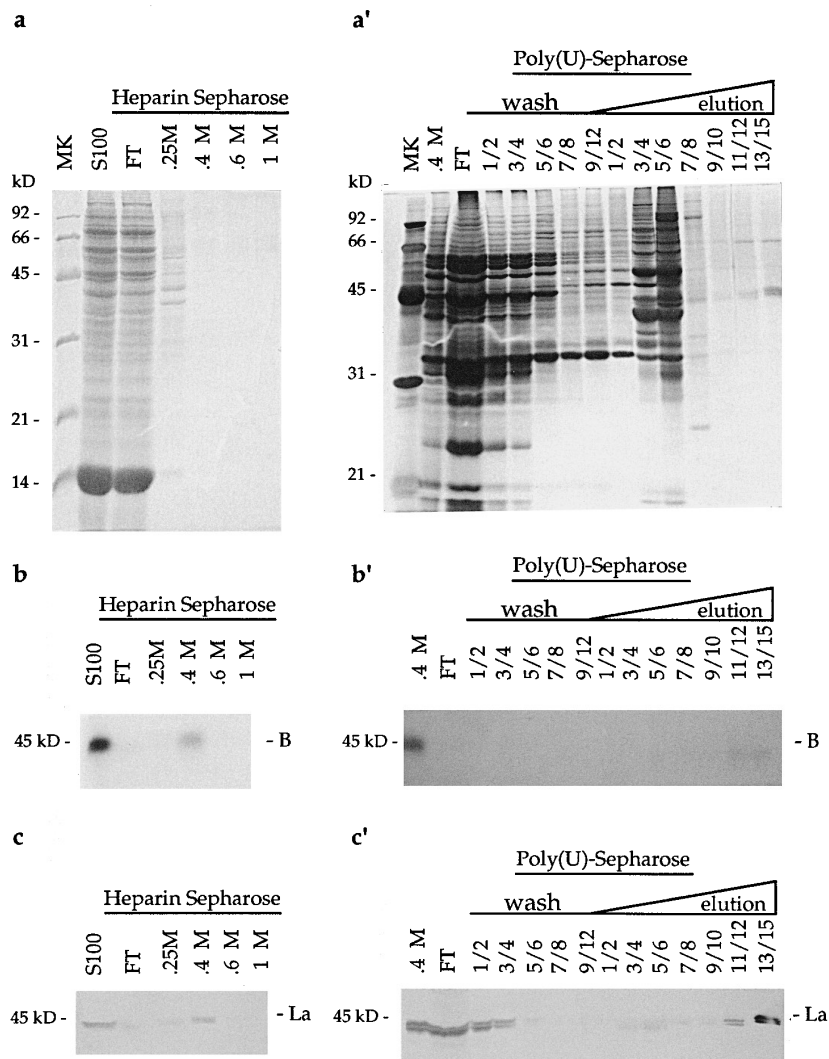 a
Heparin Sepharose
MK S100 FT .25M .4 M .6 M 1 M
kD
92 -
66 -
45 -
31 -
21 -
14 -
a'
Poly(U)-Sepharose
wash elution
MK .4 M FT 1/2 3/4 5/6 7/8 9/12 1/2 3/4 5/6 7/8 9/10 11/12 13/15
kD
92 -
66 -
45 -
31 -
21 -
b
Heparin Sepharose
S100 FT .25M .4 M .6 M 1 M
45 kD - - B
b'
Poly(U)-Sepharose
wash elution
.4 M FT 1/2 3/4 5/6 7/8 9/12 1/2 3/4 5/6 7/8 9/10 11/12 13/15
45 kD - - B
c
Heparin Sepharose
S100 FT .25M .4 M .6 M 1 M
45 kD - - La
c'
Poly(U)-Sepharose
wash elution
.4 M FT 1/2 3/4 5/6 7/8 9/12 1/2 3/4 5/6 7/8 9/10 11/12 13/15
45 kD - - La